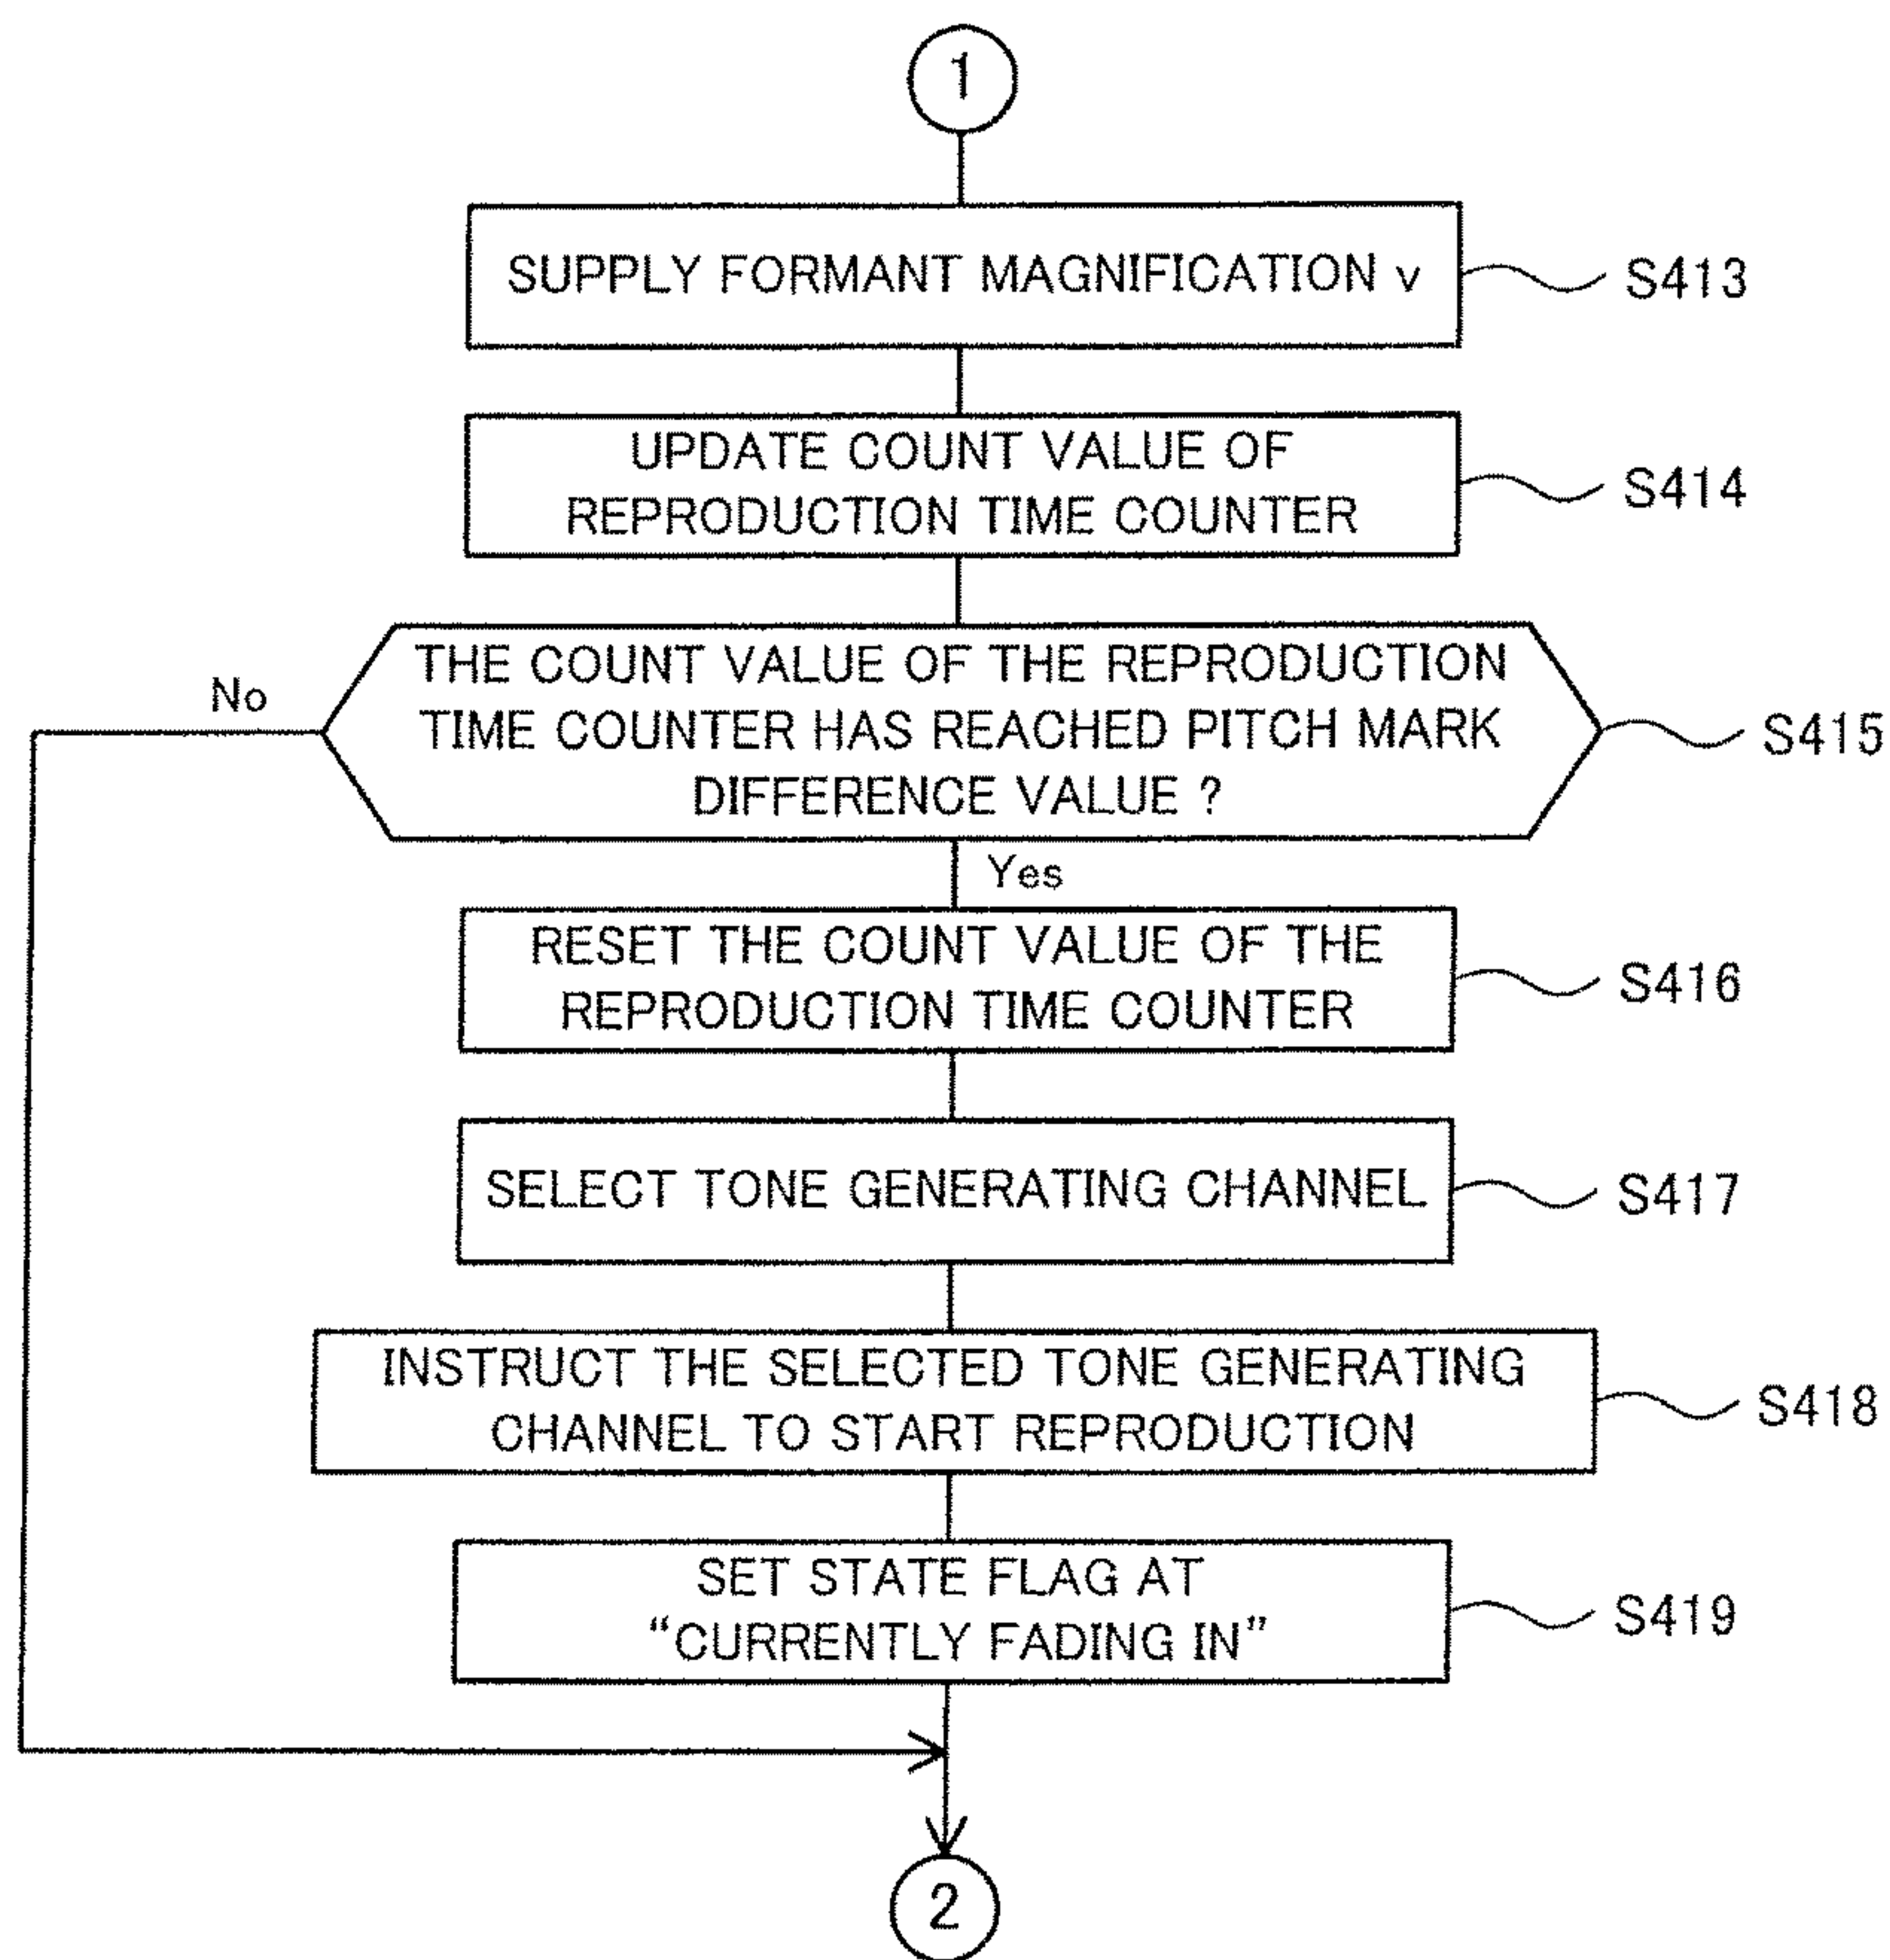 1
SUPPLY FORMANT MAGNIFICATION v
S413
UPDATE COUNT VALUE OF
REPRODUCTION TIME COUNTER
S414
No
THE COUNT VALUE OF THE REPRODUCTION
TIME COUNTER HAS REACHED PITCH MARK
DIFFERENCE VALUE ?
S415
Yes
RESET THE COUNT VALUE OF THE
REPRODUCTION TIME COUNTER
S416
SELECT TONE GENERATING CHANNEL
S417
INSTRUCT THE SELECTED TONE GENERATING
CHANNEL TO START REPRODUCTION
S418
SET STATE FLAG AT
“CURRENTLY FADING IN”
S419
2